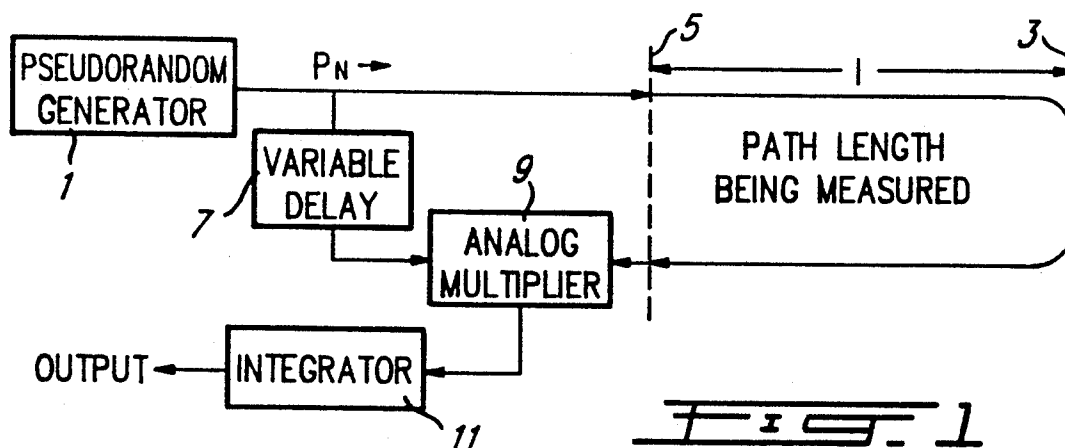 5
3
PSEUDORANDOM
GENERATOR
PN
l
1
VARIABLE
DELAY
7
9
ANALOG
MULTIPLIER
PATH LENGTH
BEING MEASURED
OUTPUT
INTEGRATOR
11
Fig_1